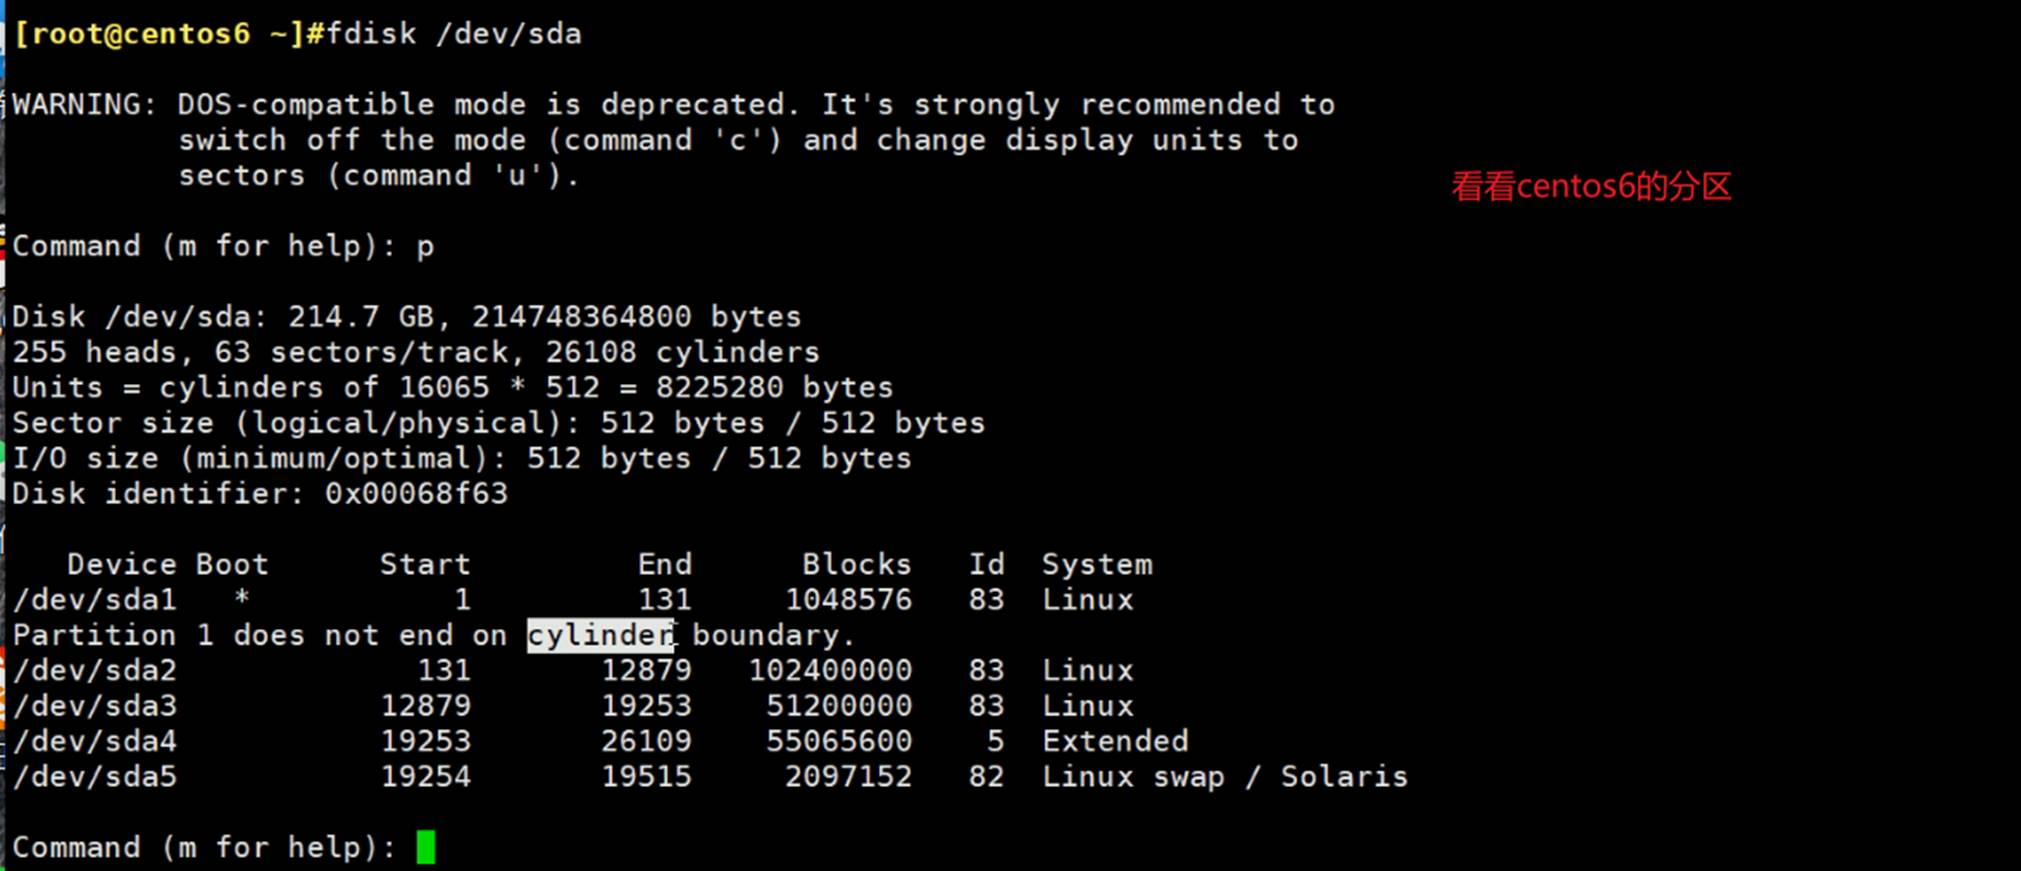 [root@centos6 ~]#fdisk /dev/sda
WARNING: DOS-compatible mode is deprecated. It's strongly recommended to
switch off the mode (command 'c') and change display units to
sectors (command 'u').
看看centos6的分区
Command (m for help): p
Disk /dev/sda: 214.7 GB, 214748364800 bytes
255 heads, 63 sectors/track, 26108 cylinders
Units = cylinders of 16065 * 512 = 8225280 bytes
Sector size (logical/physical): 512 bytes / 512 bytes
I/O size (minimum/optimal): 512 bytes / 512 bytes
Disk identifier: 0x00068f63
Device Boot Start End Blocks Id System
/dev/sda1 * 1 131 1048576 83 Linux
Partition 1 does not end on cylinder boundary.
/dev/sda2 131 12879 102400000 83 Linux
/dev/sda3 12879 19253 51200000 83 Linux
/dev/sda4 19253 26109 55065600 5 Extended
/dev/sda5 19254 19515 2097152 82 Linux swap / Solaris
Command (m for help):